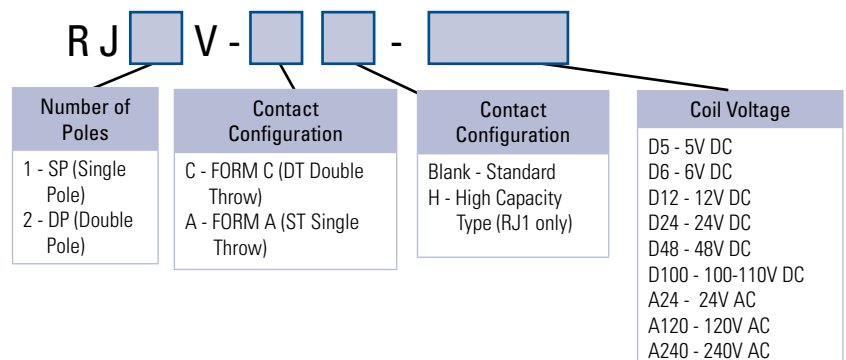 RJ V - -
Number of
Poles
1 - SP (Single
Pole)
2 - DP (Double
Pole)
Contact
Configuration
C - FORM C (DT Double
Throw)
A - FORM A (ST Single
Throw)
Contact
Configuration
Blank - Standard
H - High Capacity
Type (RJ1 only)
Coil Voltage
D5 - 5V DC
D6 - 6V DC
D12 - 12V DC
D24 - 24V DC
D48 - 48V DC
D100 - 100-110V DC
A24 - 24V AC
A120 - 120V AC
A240 - 240V AC